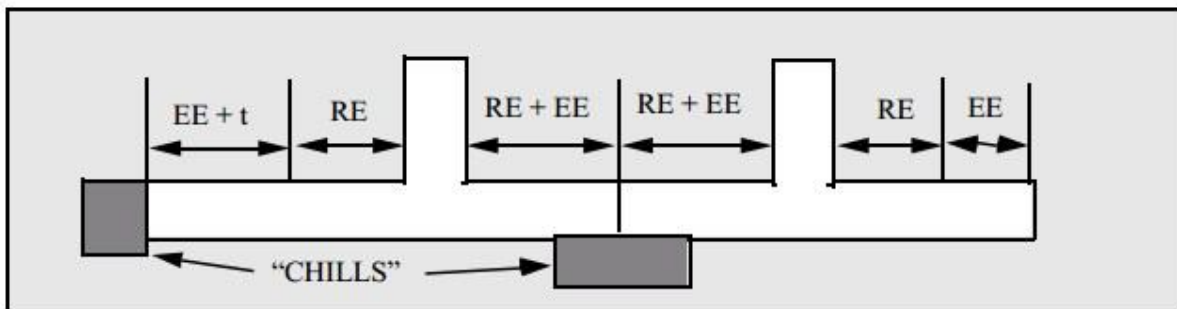 EE + t
RE
RE + EE
RE + EE
RE
EE
“CHILLS”